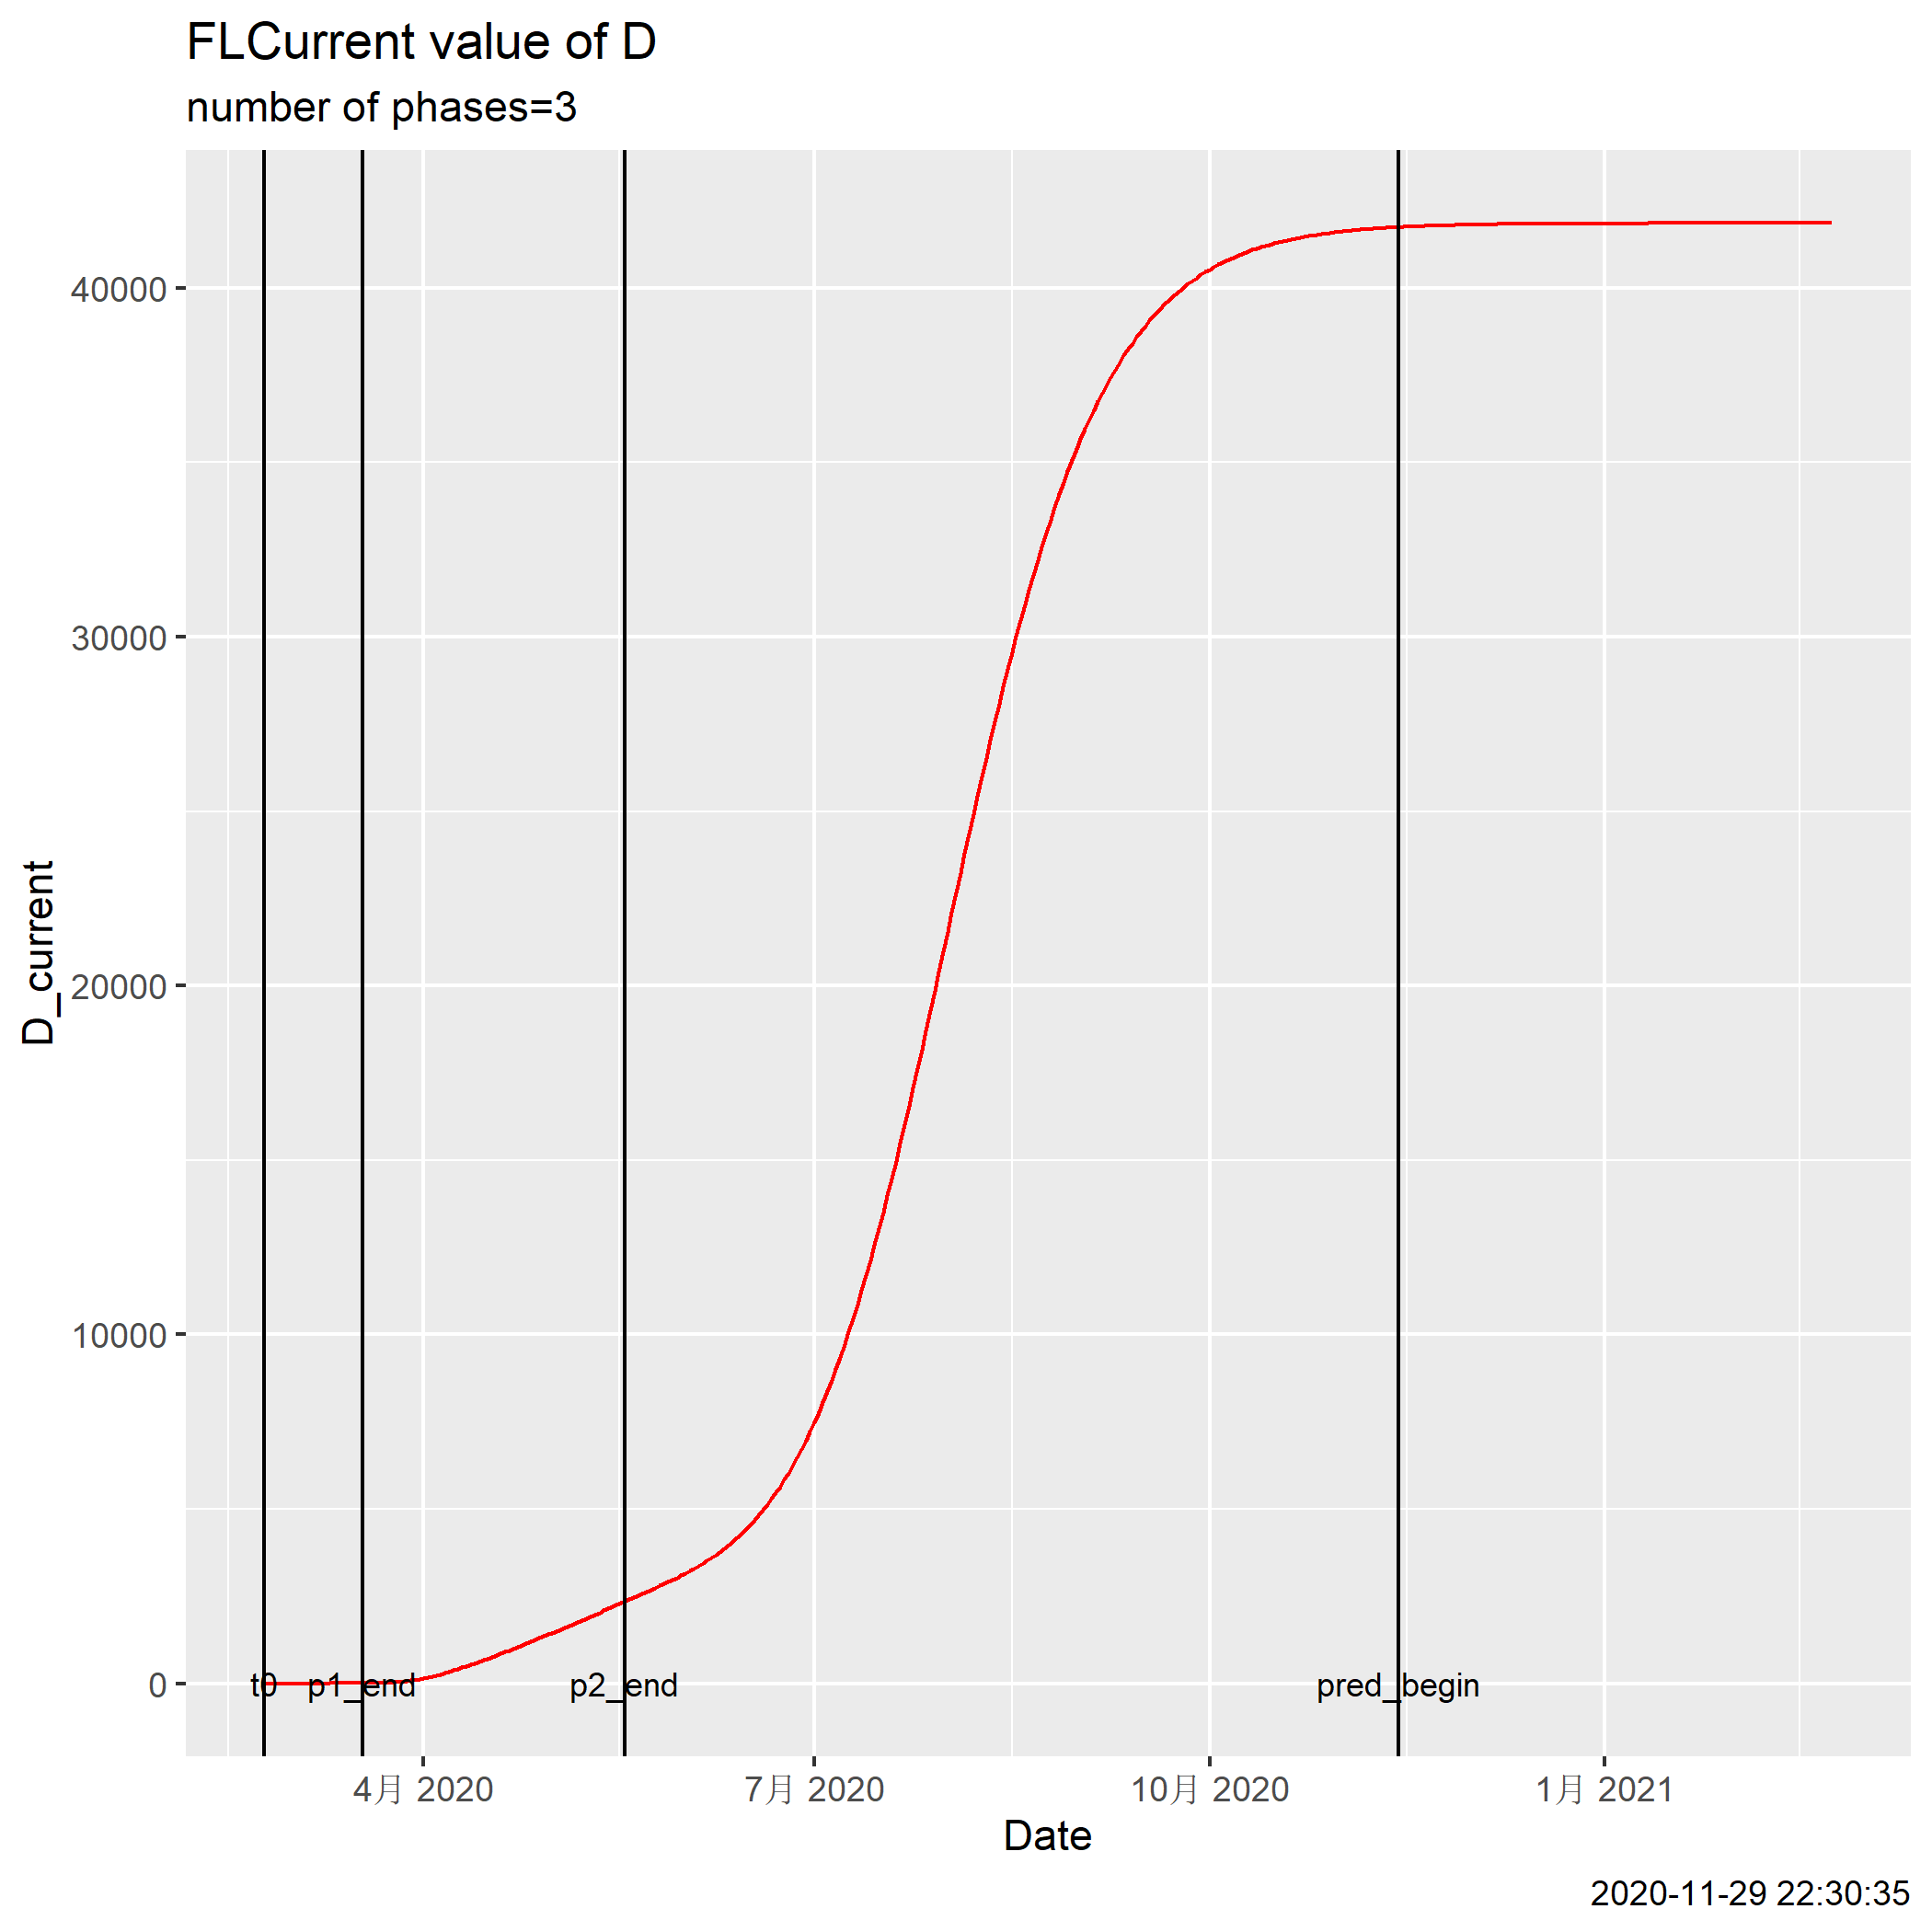 FLCurrent value of D
number of phases=3
40000
30000
20000
10000
0
D_current
t0
p1_end
p2_end
pred_begin
4月 2020
7月 2020
10月 2020
1月 2021
Date
2020-11-29 22:30:35